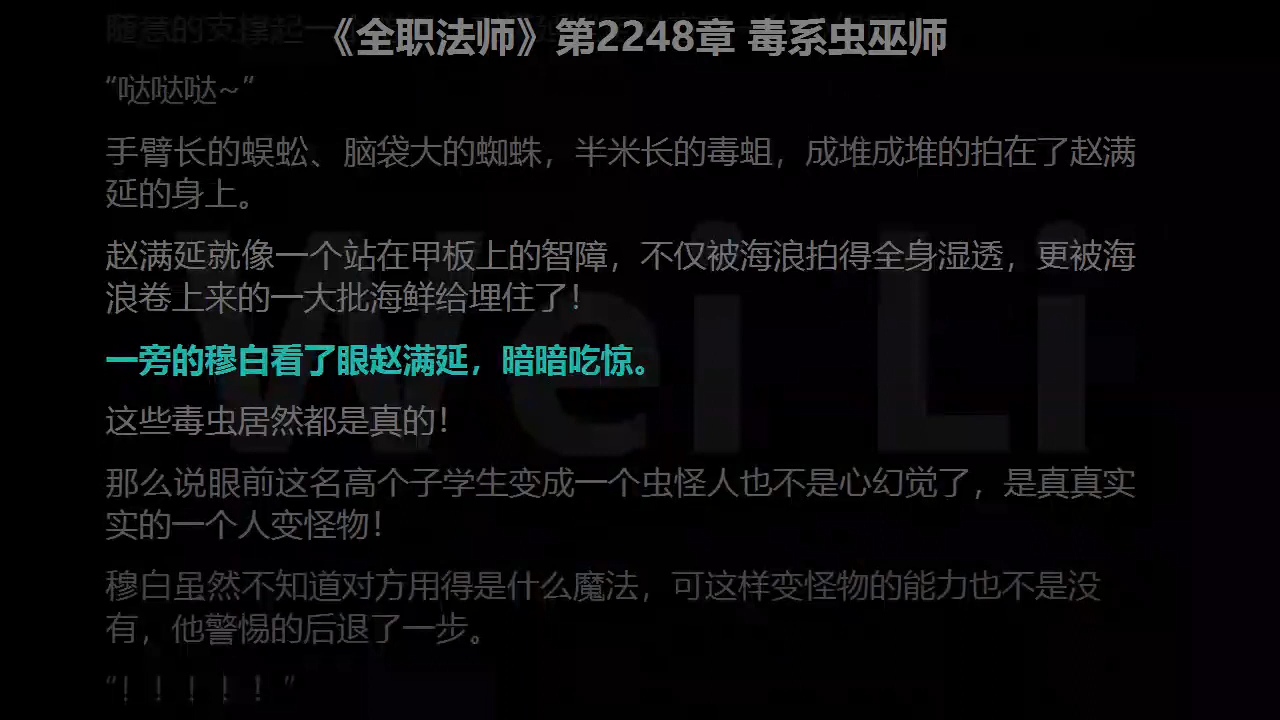 《全职法师》第2248章 毒系虫巫师
随意的支撑起一
“哒哒哒~”
手臂长的蜈蚣、脑袋大的蜘蛛，半米长的毒蛆，成堆成堆的拍在了赵满
延的身上。
赵满延就像一个站在甲板上的智障，不仅被海浪拍得全身湿透，更被海
浪卷上来的一大批海鲜给埋住了！
一旁的穆白看了眼赵满延，暗暗吃惊。
这些毒虫居然都是真的！
那么说眼前这名高个子学生变成一个虫怪人也不是心幻觉了，是真真实
实的一个人变怪物！
穆白虽然不知道对方用得是什么魔法，可这样变怪物的能力也不是没
有，他警惕的后退了一步。
“！！！！！”
Wei Li